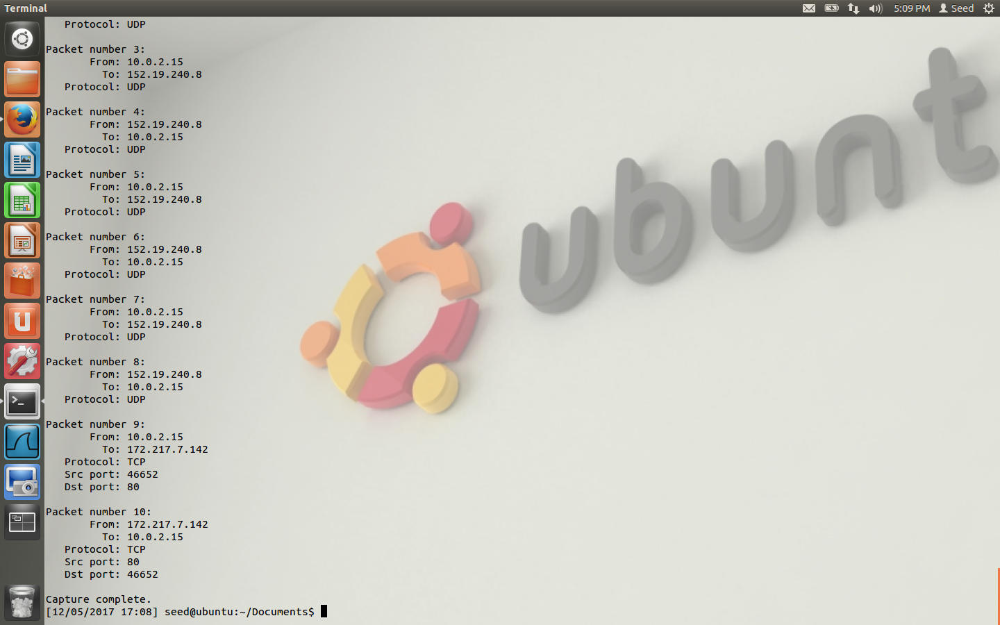 Terminal
5:09 PM Seed
Protocol: UDP
Packet number 3:
From: 10.0.2.15
To: 152.19.240.8
Protocol: UDP
Packet number 4:
From: 152.19.240.8
To: 10.0.2.15
Protocol: UDP
Packet number 5:
From: 10.0.2.15
To: 152.19.240.8
Protocol: UDP
Packet number 6:
From: 152.19.240.8
To: 10.0.2.15
Protocol: UDP
Packet number 7:
From: 10.0.2.15
To: 152.19.240.8
Protocol: UDP
Packet number 8:
From: 152.19.240.8
To: 10.0.2.15
Protocol: UDP
Packet number 9:
From: 10.0.2.15
To: 172.217.7.142
Protocol: TCP
Src port: 46652
Dst port: 80
Packet number 10:
From: 172.217.7.142
To: 10.0.2.15
Protocol: TCP
Src port: 80
Dst port: 46652
Capture complete.
[12/05/2017 17:08] seed@ubuntu:~/Documents$
ubunt